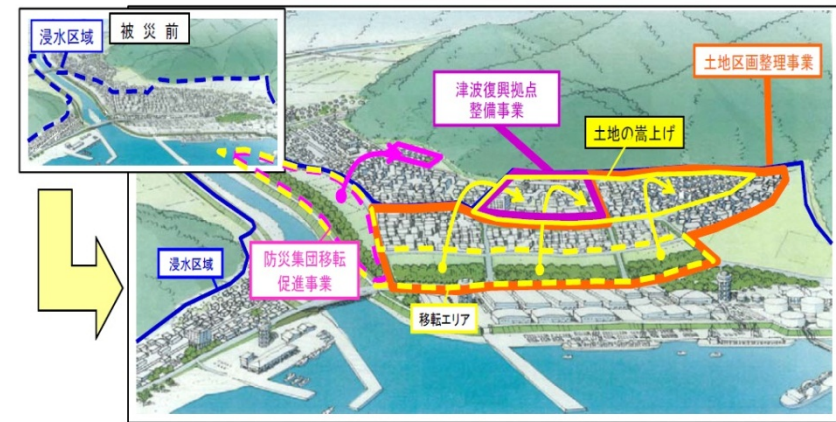 浸水区域
被災前
土地区画整理事業
津波復興拠点
整備事業
土地の嵩上げ
防災集団移転
促進事業
浸水区域
移転エリア